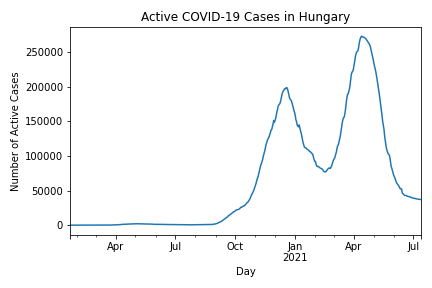 Active COVID-19 Cases in Hungary
Number of Active Cases
250000
200000
150000
100000
50000
0
Apr Jul Oct Jan Apr Jul
2021
Day